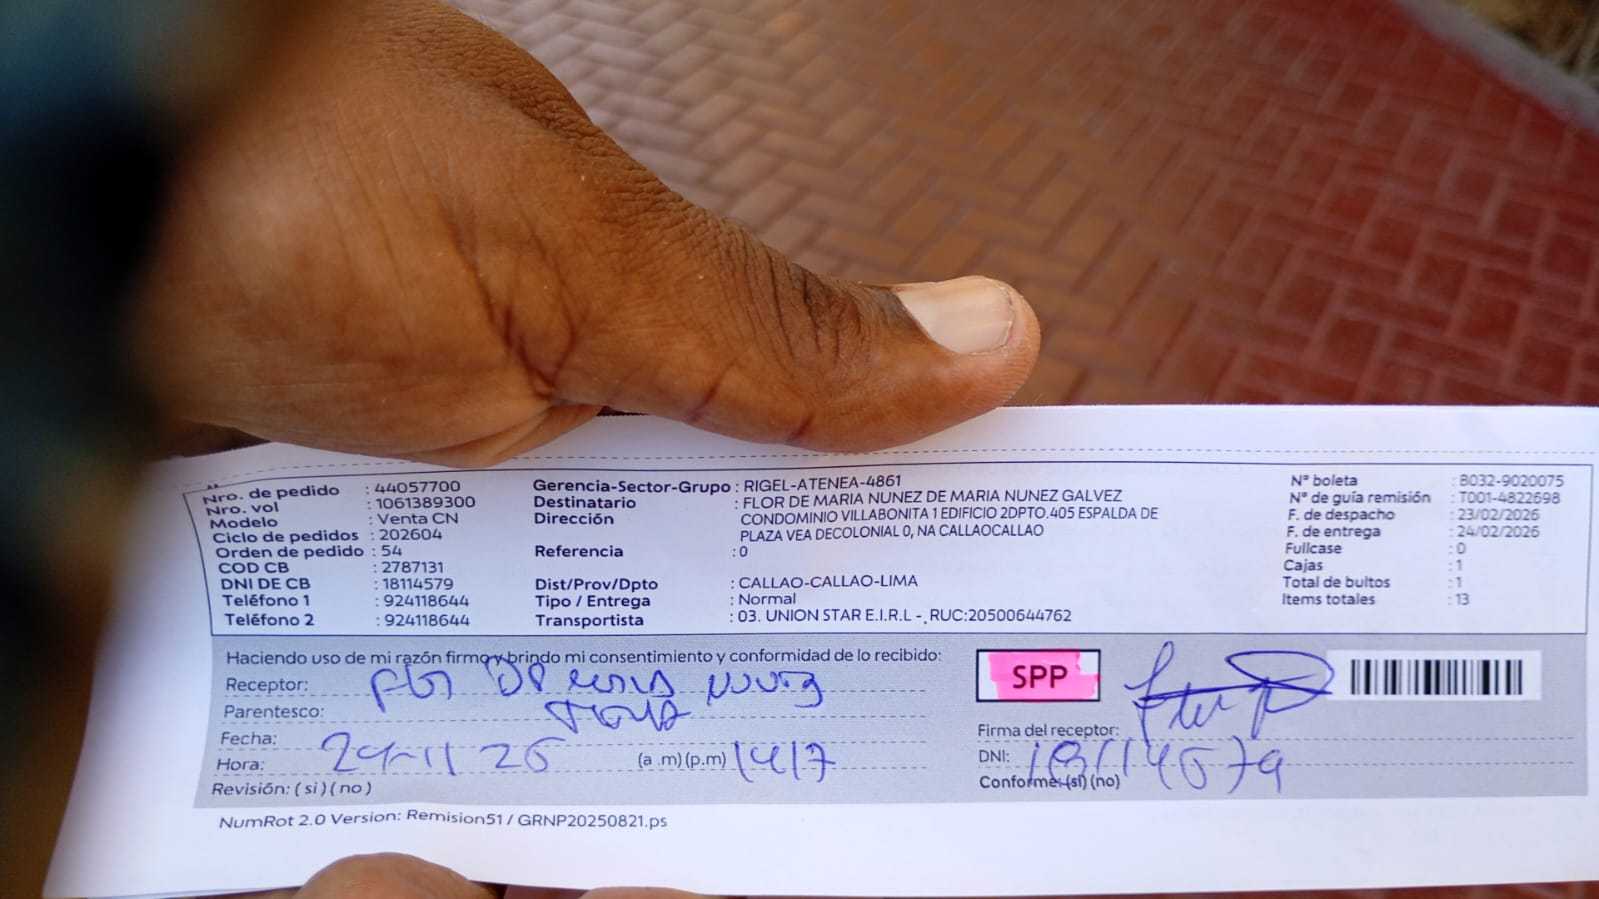 Nro. de pedido : 44057700
Nro. vol : 1061389300
Modelo : Venta CN
Ciclo de pedidos : 202604
Orden de pedido : 54
COD CB : 2787131
DNI DE CB : 18114579
Teléfono 1 : 924118644
Teléfono 2 : 924118644
Gerencia-Sector-Grupo : RIGEL-ATENEA-4861
Destinatario : FLOR DE MARIA NUNEZ DE MARIA NUNEZ GALVEZ
Dirección CONDOMINIO VILLABONITA 1 EDIFICIO 2DPTO.405 ESPALDA DE
PLAZA VEA DECOLONIAL 0, NA CALLAOCALLAO
Referencia : 0
Dist/Prov/Dpto : CALLAO-CALLAO-LIMA
Tipo / Entrega : Normal
Transportista : 03. UNION STAR E.I.R.L - . RUC:20500644762
Nº boleta : B032-9020075
Nº de guía remisión : T001-4822698
F. de despacho : 23/02/2026
F. de entrega : 24/02/2026
Fullcase : 0
Cajas : 1
Total de bultos : 1
Items totales : 13
Haciendo uso de mi razón firmo y brindo mi consentimiento y conformidad de lo recibido:
Receptor:
Parentesco:
Fecha:
Hora: (a .m)(p.m) 1417
Revisión: ( si ) ( no )
SPP
Firma del receptor:
DNI: 18114579
Conforme: (si) (no)
NumRot 2.0 Version: Remision51 / GRNP20250821.ps